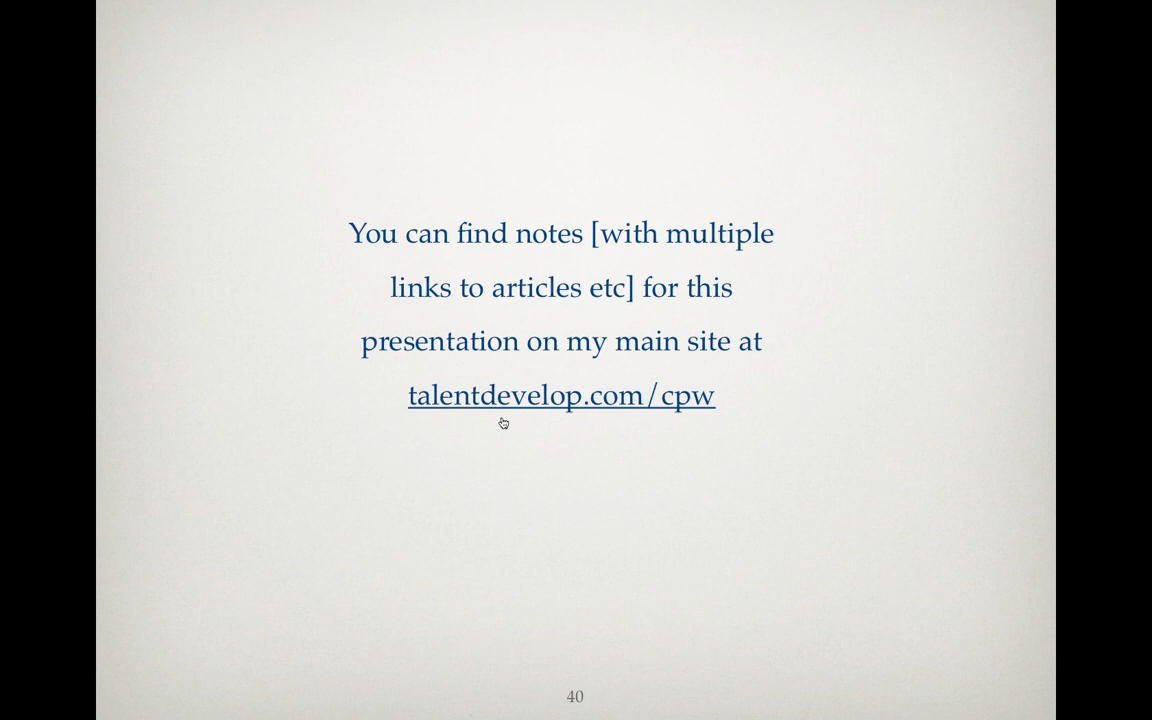 You can find notes [with multiple
links to articles etc] for this
presentation on my main site at
talentdevelop.com/cpw
40